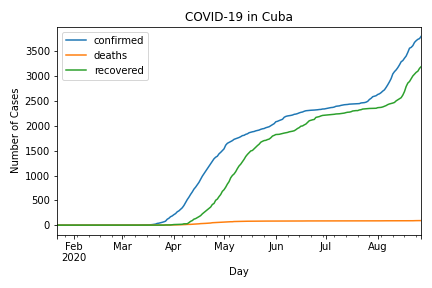 COVID-19 in Cuba
confirmed
deaths
recovered
Number of Cases
3500
3000
2500
2000
1500
1000
500
0
Feb
2020
Mar
Apr
May
Jun
Jul
Aug
Day